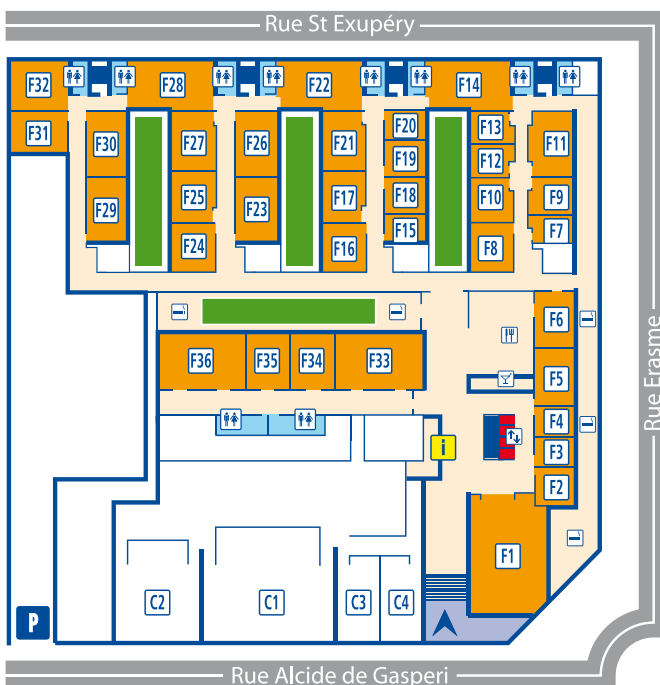 Rue St Exupéry
F32
F28
F22
F14
F31
F30
F27
F26
F21
F20
F13
F11
F19
F12
F29
F25
F23
F17
F18
F10
F9
F15
F7
F24
F16
F8
F6
F36
F35
F34
F33
F5
F4
i
F3
F2
F1
C2
C1
C3
C4
P
Rue Erasme
Rue Alcide de Gasperi